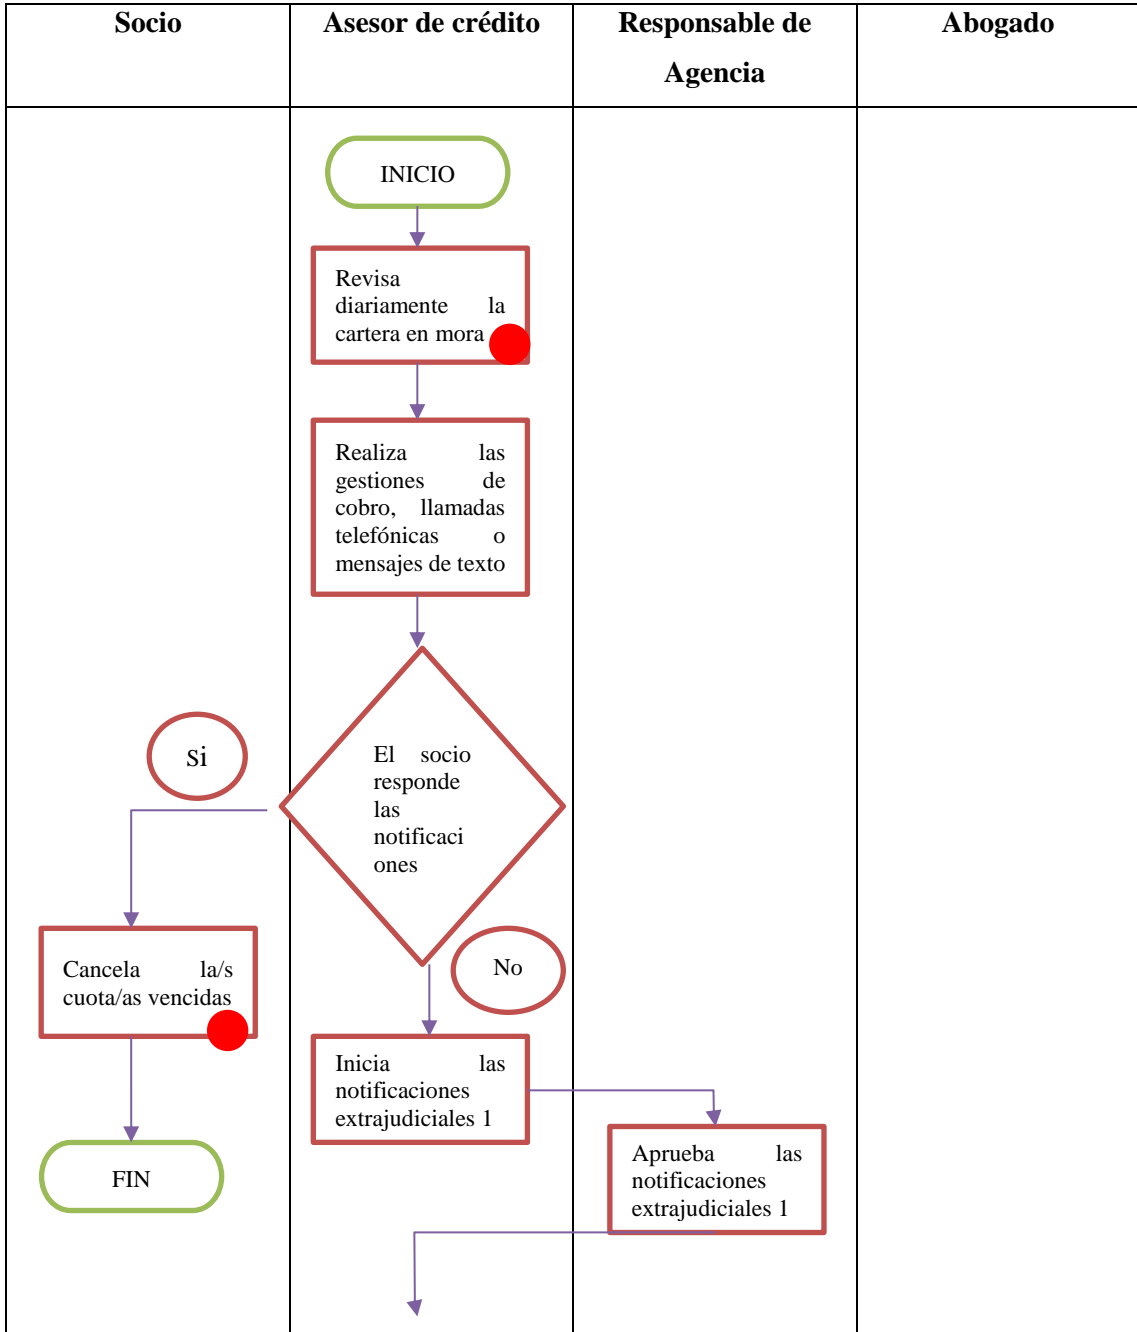 Socio
Asesor de crédito
Responsable de
Agencia
Abogado
INICIO
Revisa
diariamente la
cartera en mora
Realiza las
gestiones de
cobro, llamadas
telefónicas o
mensajes de texto
El socio
responde
las
notificaci
ones
Si
No
Cancela la/s
cuota/as vencidas
FIN
Inicia las
notificaciones
extrajudiciales 1
Aprueba las
notificaciones
extrajudiciales 1